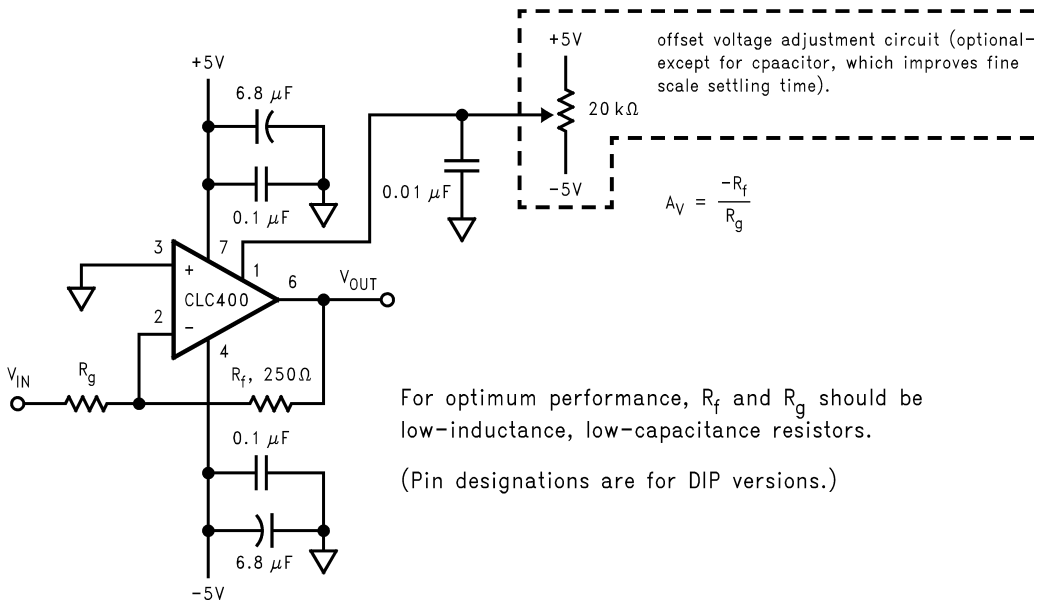 +5V
offset voltage adjustment circuit (optional-
except for cpaacitor, which improves fine
scale settling time).
+5V
6.8 μF
20 kΩ
0.1 μF
0.01 μF
-5V
A_V = -R_f / R_g
3
7
1
+
CLC400
6
V_OUT
2
-
4
V_IN
R_g
R_f, 250Ω
For optimum performance, R_f and R_g should be
low-inductance, low-capacitance resistors.
0.1 μF
(Pin designations are for DIP versions.)
6.8 μF
-5V